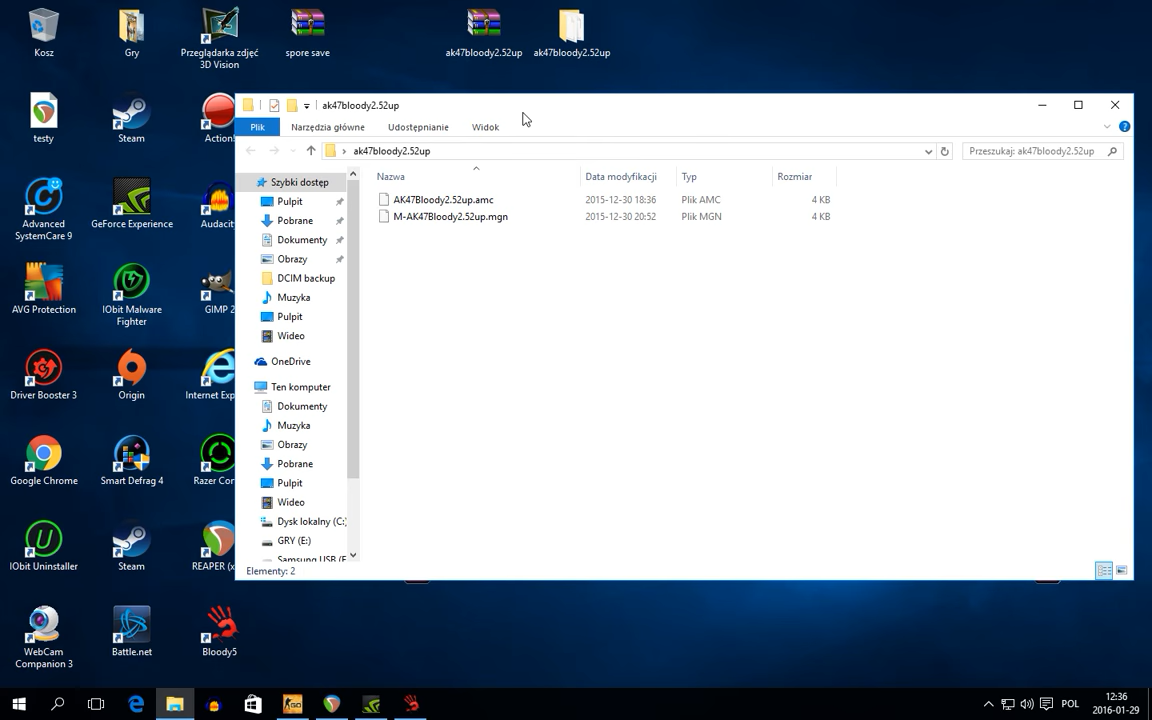 Kosz
Gry
Przeglądarka zdjęć
3D Vision
spore save
ak47bloody2.52up
ak47bloody2.52up
testy
Steam
Action!
Advanced
SystemCare 9
GeForce Experience
Audacity
AVG Protection
IObit Malware
Fighter
GIMP 2
Driver Booster 3
Origin
Internet Exp
Google Chrome
Smart Defrag 4
Razer Cor
IObit Uninstaller
Steam
REAPER (x
WebCam
Companion 3
Battle.net
Bloody5
ak47bloody2.52up
Plik
Narzędzia główne
Udostępnianie
Widok
ak47bloody2.52up
Przeszukaj: ak47bloody2.52up
Szybki dostęp
Pulpit
Pobrane
Dokumenty
Obrazy
DCIM backup
Muzyka
Pulpit
Wideo
OneDrive
Ten komputer
Dokumenty
Muzyka
Obrazy
Pobrane
Pulpit
Wideo
Dysk lokalny (C:)
GRY (E:)
Samsung USB (F
Nazwa
Data modyfikacji
Typ
Rozmiar
AK47Bloody2.52up.amc
2015-12-30 18:36
Plik AMC
4 KB
M-AK47Bloody2.52up.mgn
2015-12-30 20:52
Plik MGN
4 KB
Elementy: 2
POL
12:36
2016-01-29